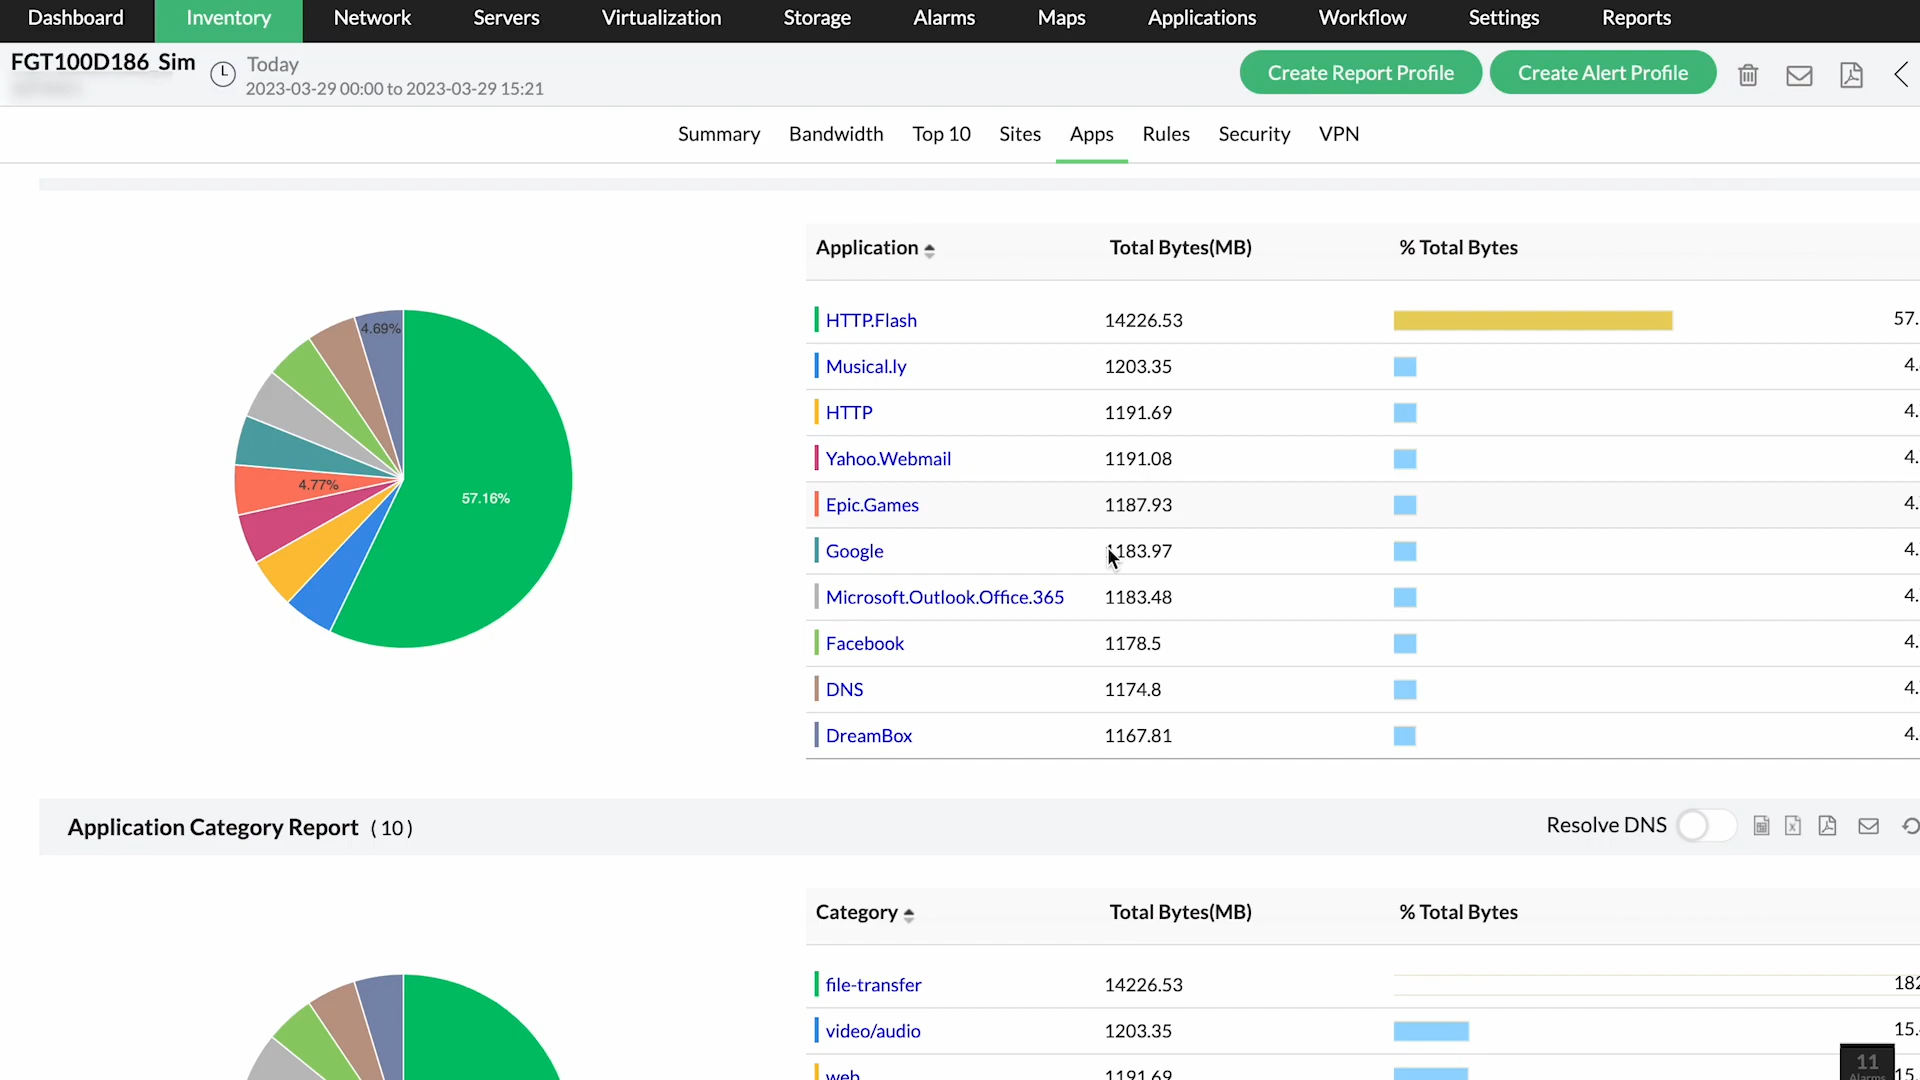 Dashboard Inventory Network Servers Virtualization Storage Alarms Maps Applications Workflow Settings Reports
FGT100D186_Sim
Today
2023-03-29 00:00 to 2023-03-29 15:21
Create Report Profile
Create Alert Profile
Summary Bandwidth Top 10 Sites Apps Rules Security VPN
Application Total Bytes(MB) % Total Bytes
HTTP.Flash 14226.53 57.
Musical.ly 1203.35 4.
HTTP 1191.69 4.
Yahoo.Webmail 1191.08 4.
Epic.Games 1187.93 4.
Google 1183.97 4.
Microsoft.Outlook.Office.365 1183.48 4.
Facebook 1178.5 4.
DNS 1174.8 4.
DreamBox 1167.81 4.
4.69%
4.77%
57.16%
Application Category Report (10)
Resolve DNS
Category Total Bytes(MB) % Total Bytes
file-transfer 14226.53 182
video/audio 1203.35 15.
web 1191.69 15.
11
Alarms